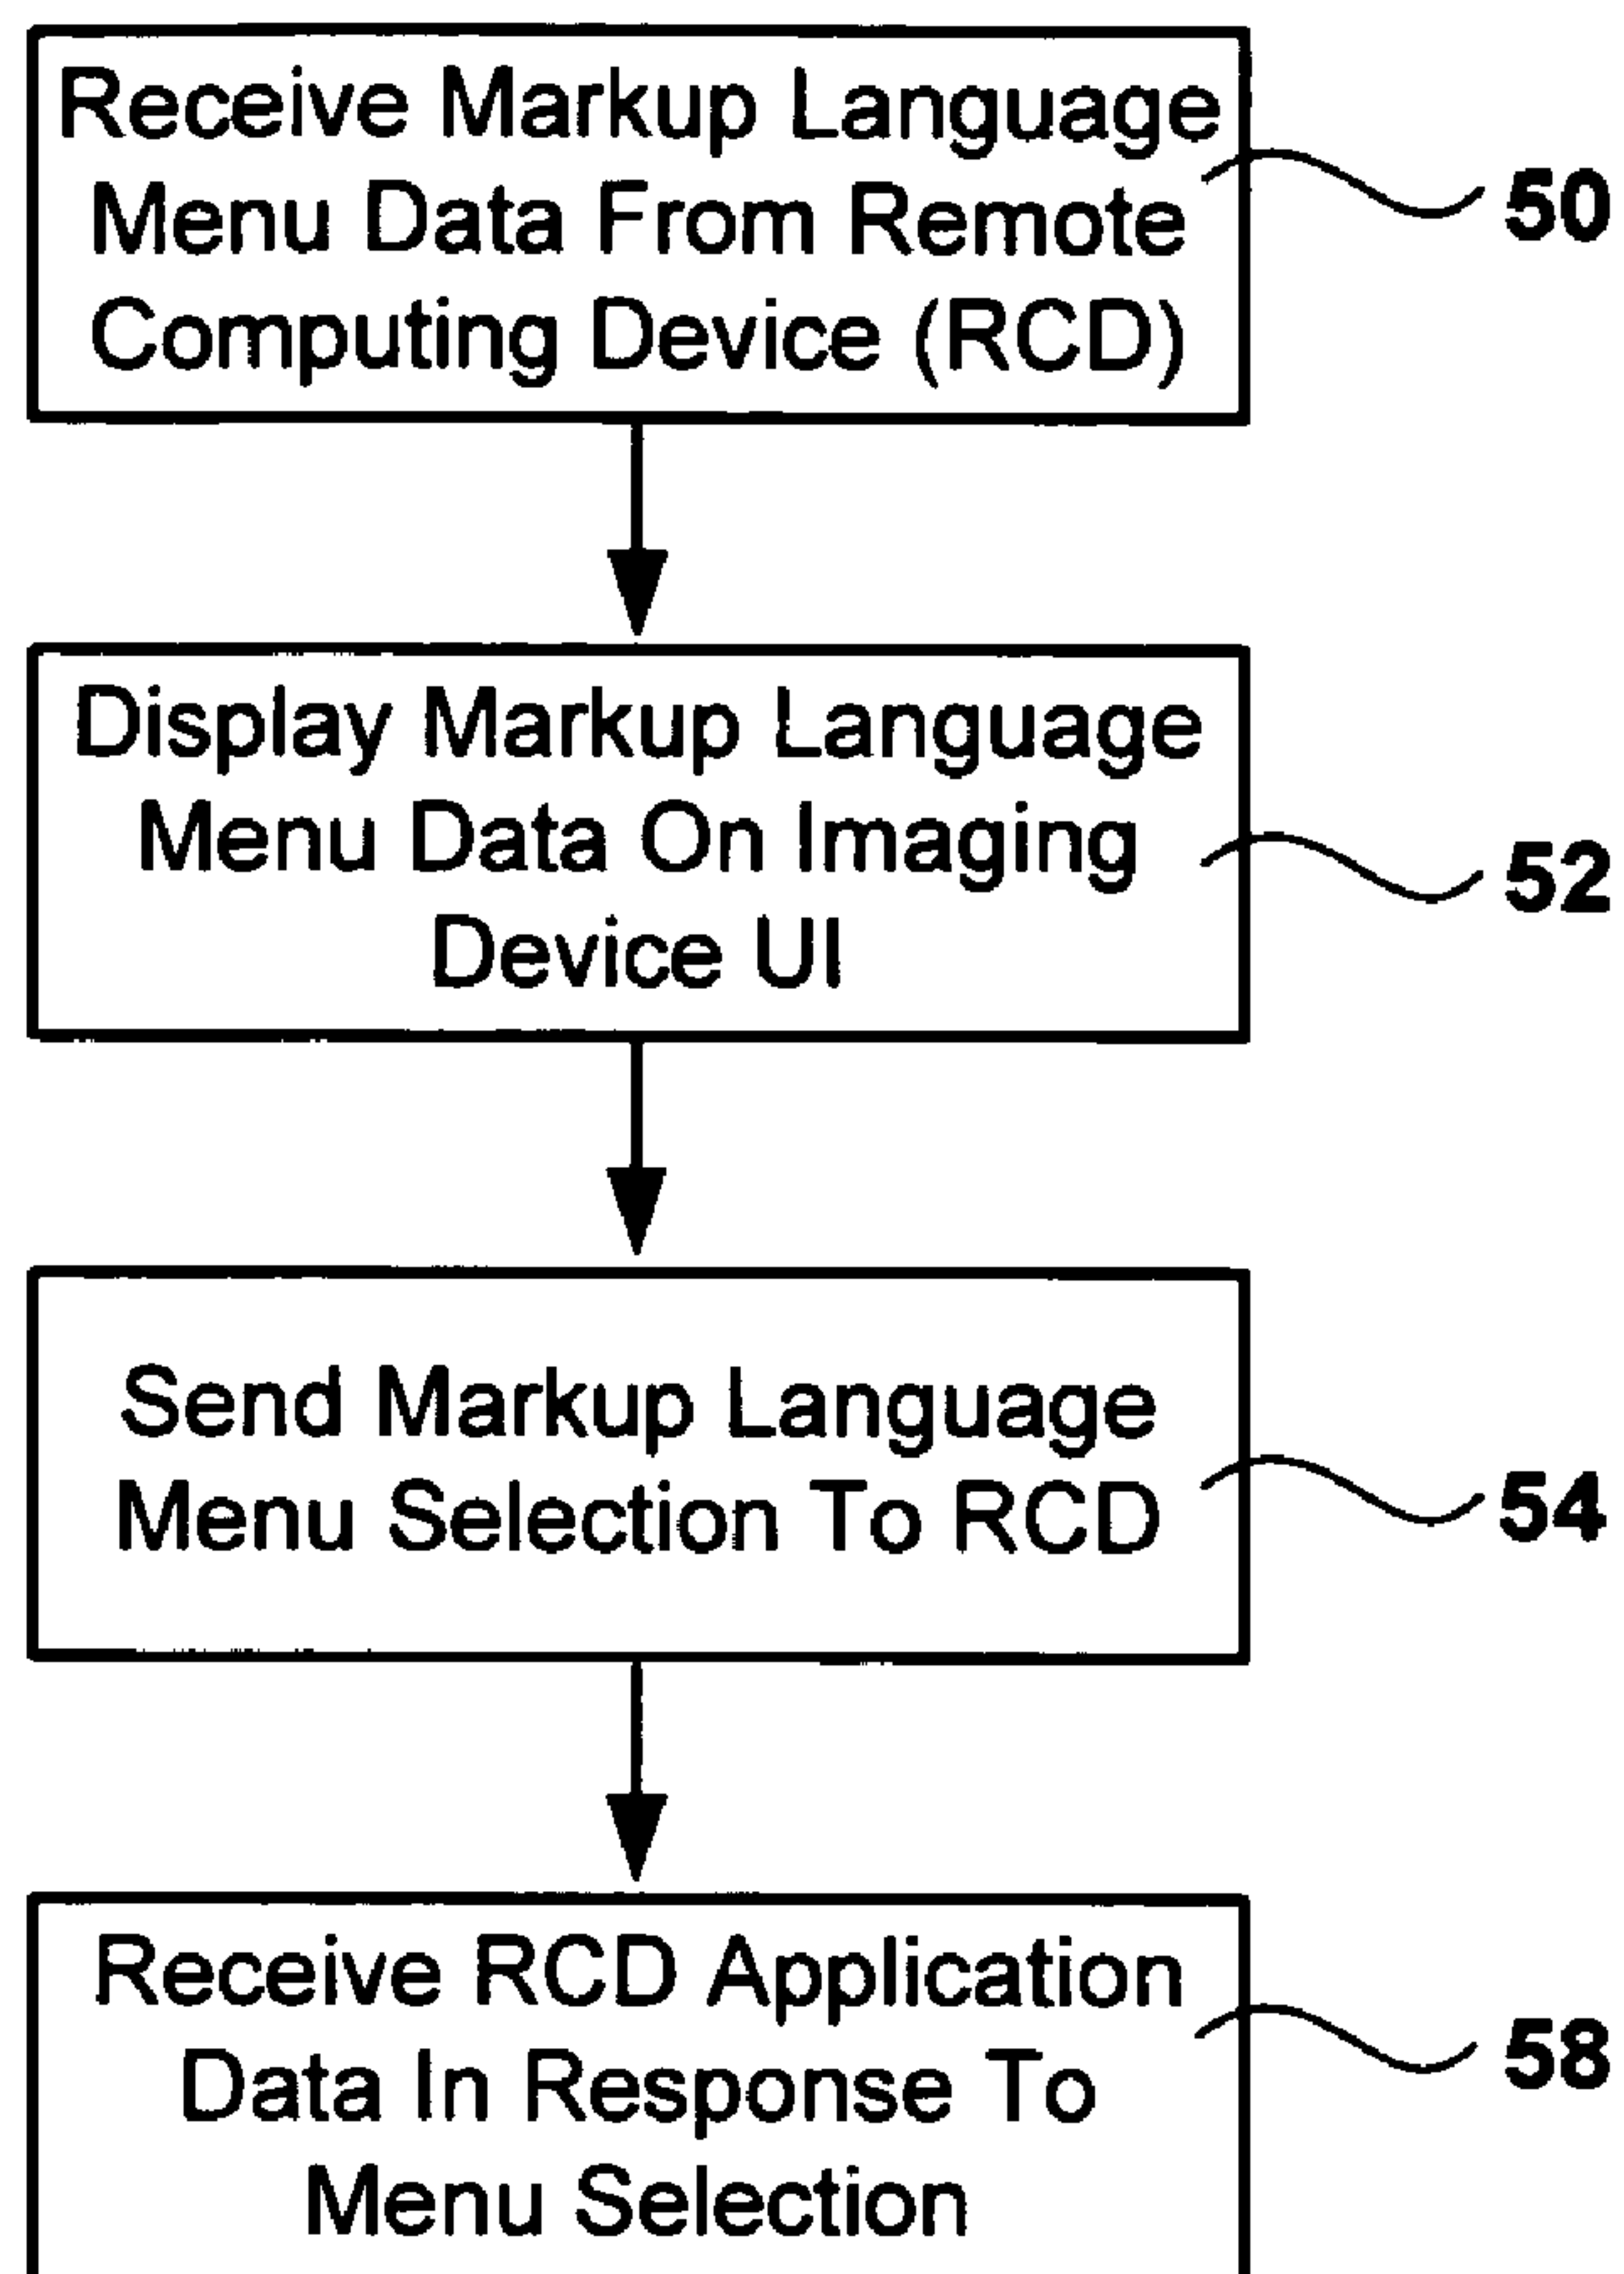 Receive Markup Language
Menu Data From Remote
Computing Device (RCD)
50
Display Markup Language
Menu Data On Imaging
Device UI
52
Send Markup Language
Menu Selection To RCD
54
Receive RCD Application
Data In Response To
Menu Selection
58